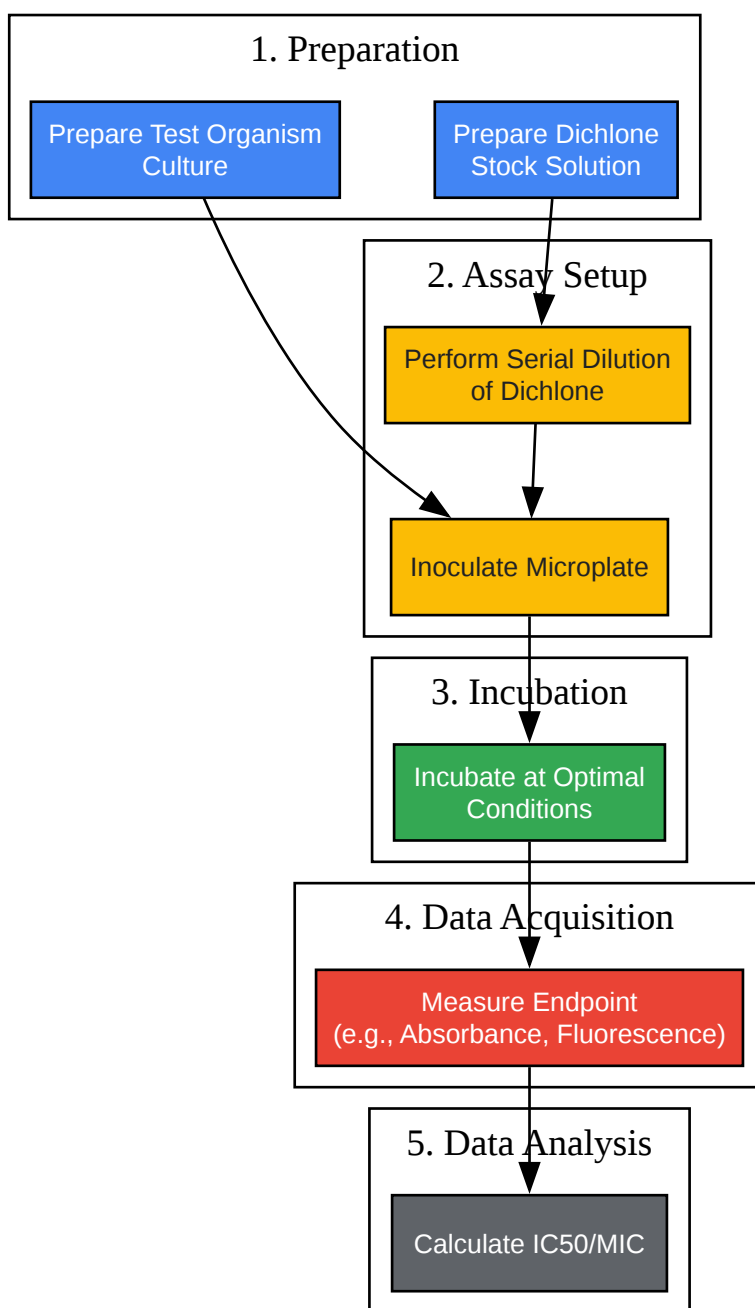 1. Preparation
Prepare Test Organism
Culture
Prepare Dichlone
Stock Solution
2. Assay Setup
Perform Serial Dilution
of Dichlone
Inoculate Microplate
3. Incubation
Incubate at Optimal
Conditions
4. Data Acquisition
Measure Endpoint
(e.g., Absorbance, Fluorescence)
5. Data Analysis
Calculate IC50/MIC